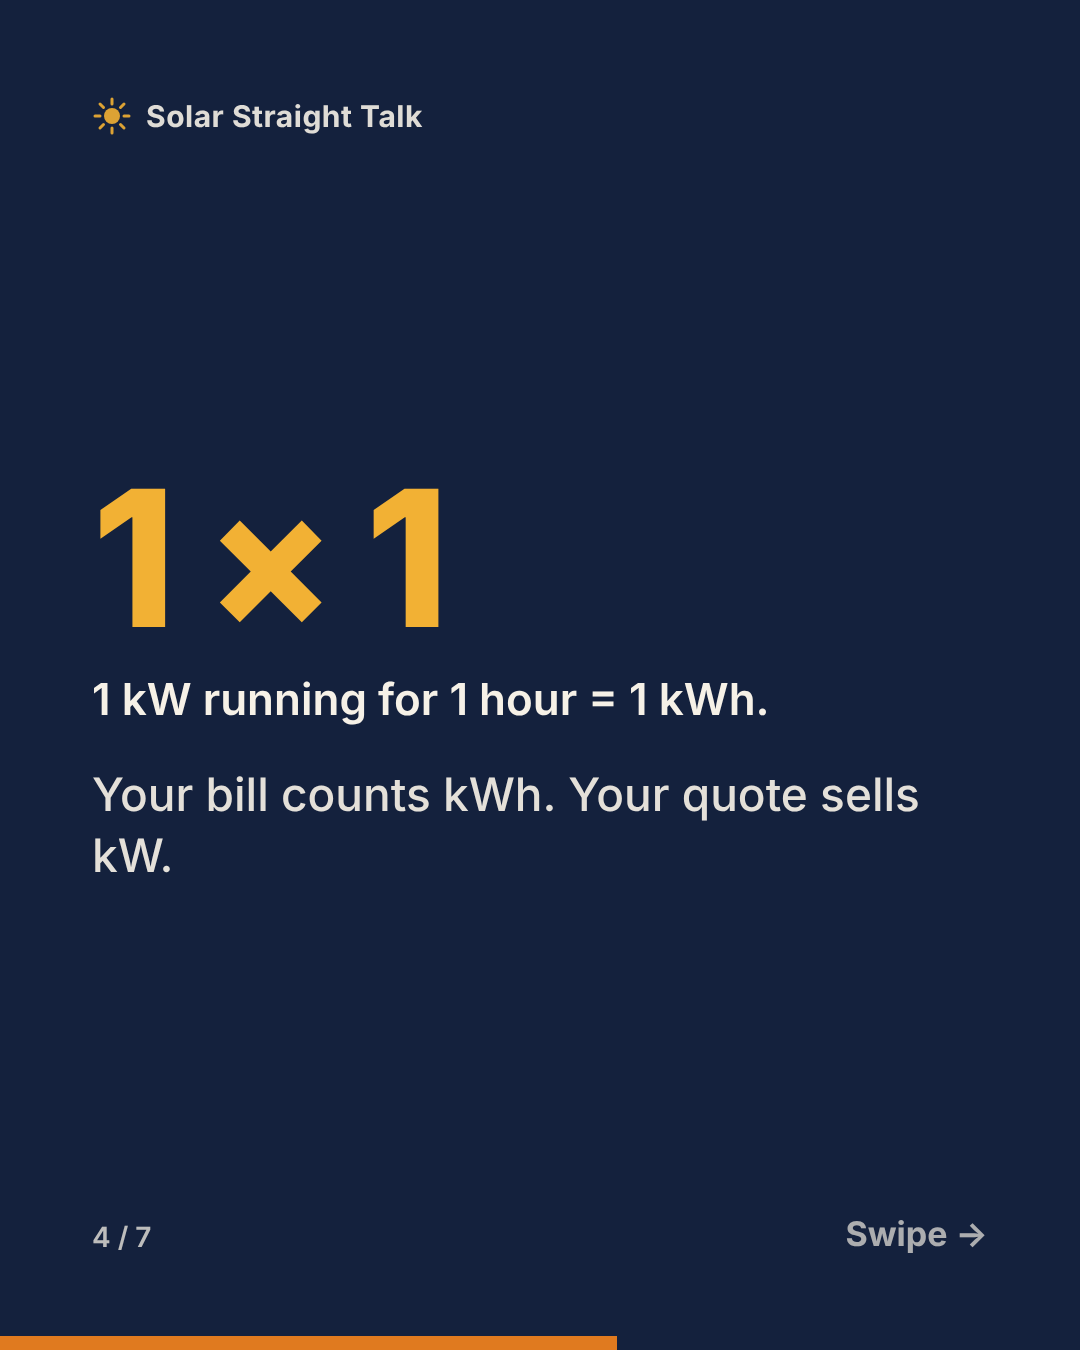 Solar Straight Talk
1 × 1
1 kW running for 1 hour = 1 kWh.
Your bill counts kWh. Your quote sells
kW.
4 / 7
Swipe →